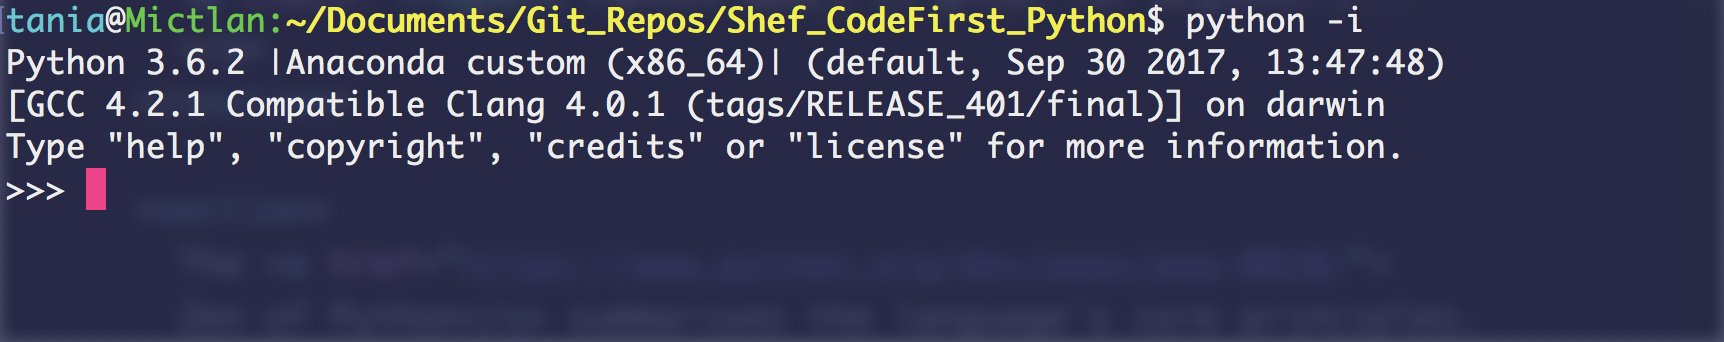 tania@Mictlan:~/Documents/Git_Repos/Shef_CodeFirst_Python$ python -i
Python 3.6.2 |Anaconda custom (x86_64)| (default, Sep 30 2017, 13:47:48)
[GCC 4.2.1 Compatible Clang 4.0.1 (tags/RELEASE_401/final)] on darwin
Type "help", "copyright", "credits" or "license" for more information.
>>>